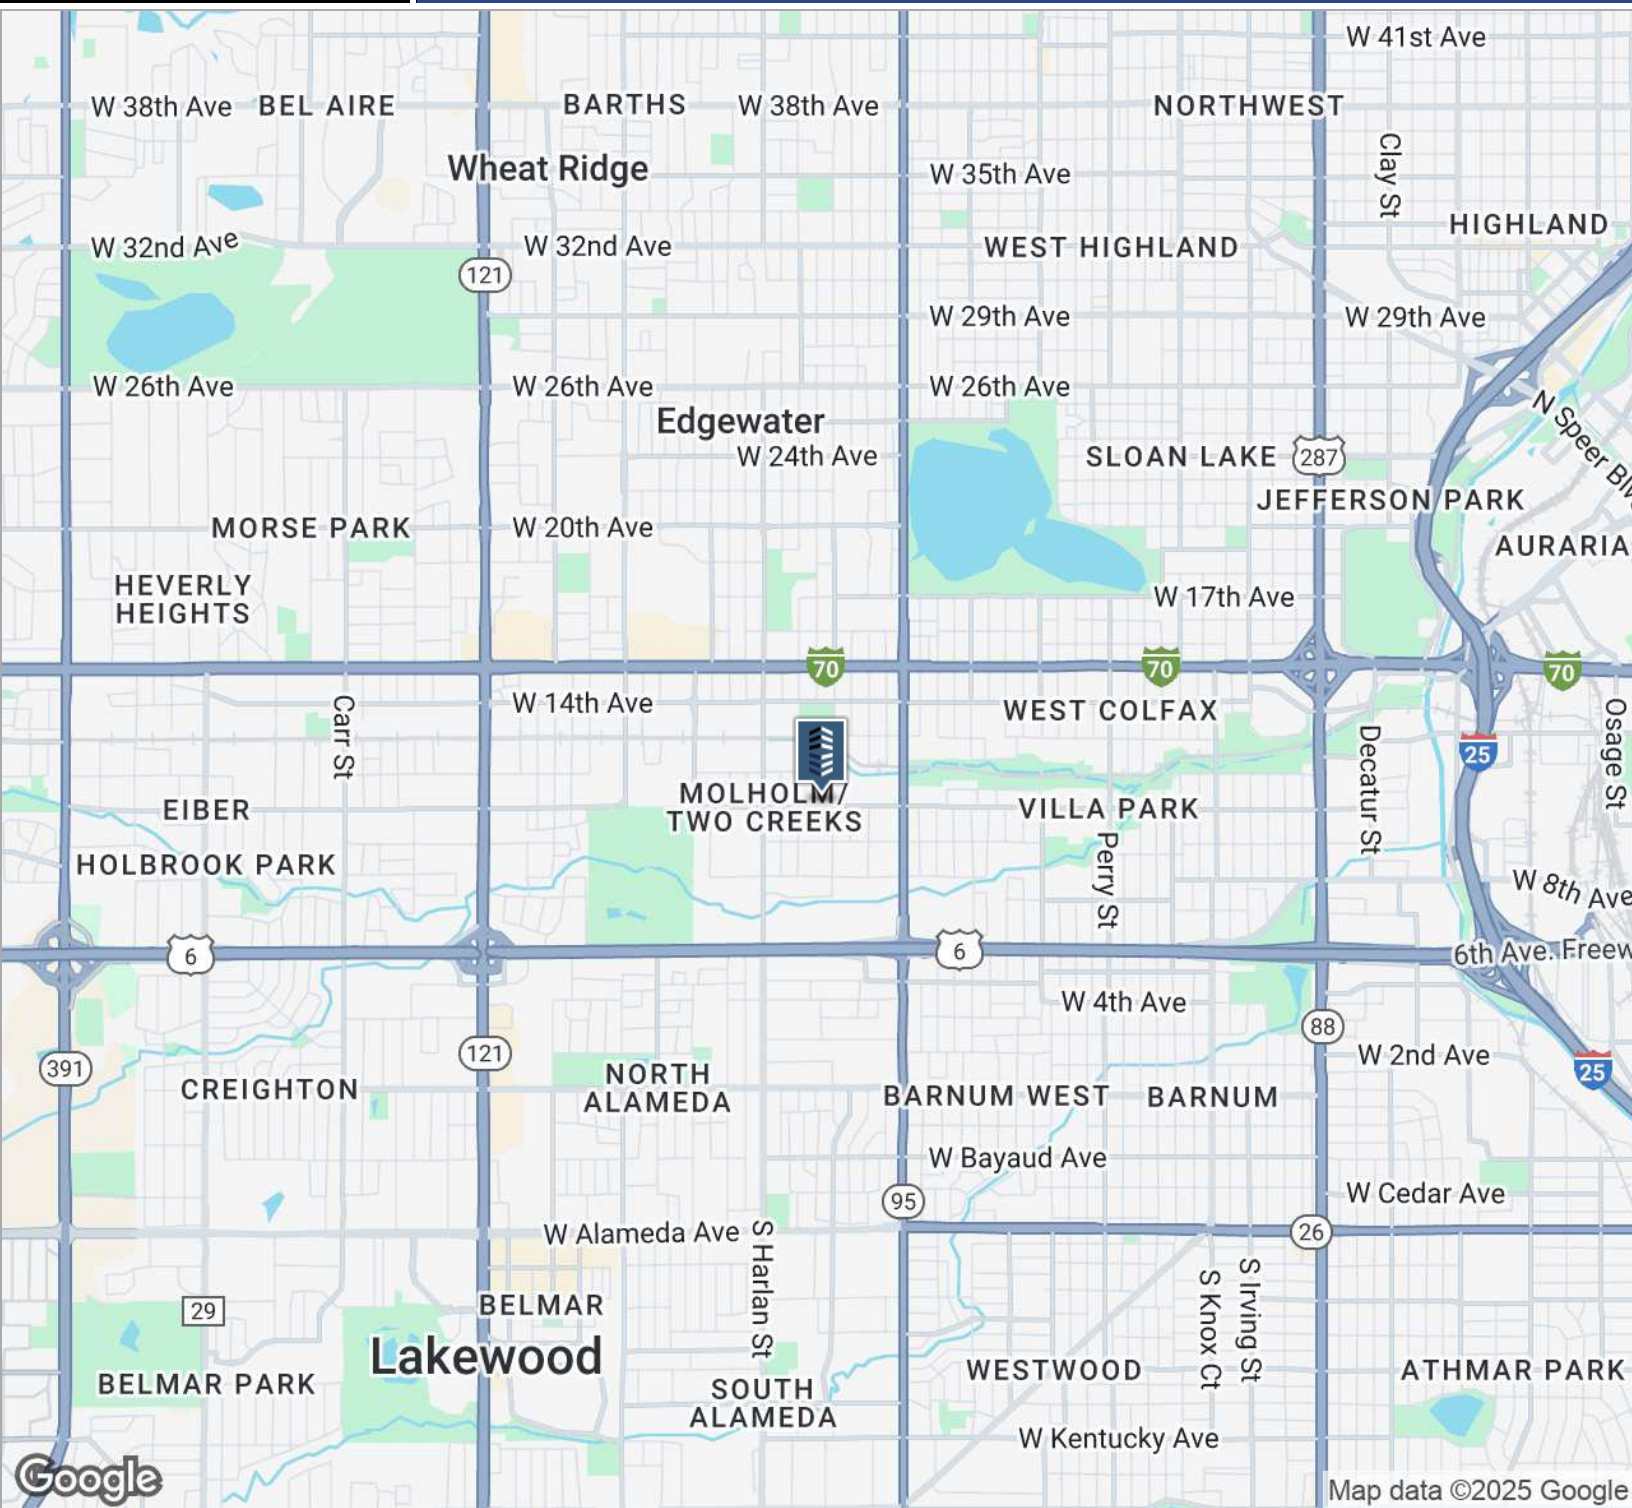 W 41st Ave
W 38th Ave
BEL AIRE
BARTHS
W 38th Ave
NORTHWEST
Clay St
Wheat Ridge
W 35th Ave
HIGHLAND
W 32nd Ave
W 32nd Ave
WEST HIGHLAND
121
W 29th Ave
W 29th Ave
W 26th Ave
W 26th Ave
W 26th Ave
Edgewater
N Speer Blv
W 24th Ave
SLOAN LAKE
287
JEFFERSON PARK
MORSE PARK
W 20th Ave
AURARIA
HEVERLY
HEIGHTS
W 17th Ave
70
70
70
Carr St
W 14th Ave
WEST COLFAX
Osage St
25
Decatur St
MOLHOLM/
TWO CREEKS
EIBER
VILLA PARK
HOLBROOK PARK
Perry St
W 8th Ave
6
6
6th Ave. Freew
W 4th Ave
88
391
121
W 2nd Ave
25
NORTH
ALAMEDA
CREIGHTON
BARNUM WEST
BARNUM
W Bayaud Ave
95
W Cedar Ave
W Alameda Ave
26
S Harlan St
S Knox Ct
S Irving St
29
BELMAR
Lakewood
BELMAR PARK
WESTWOOD
ATHMAR PARK
SOUTH
ALAMEDA
W Kentucky Ave
Google
Map data ©2025 Google